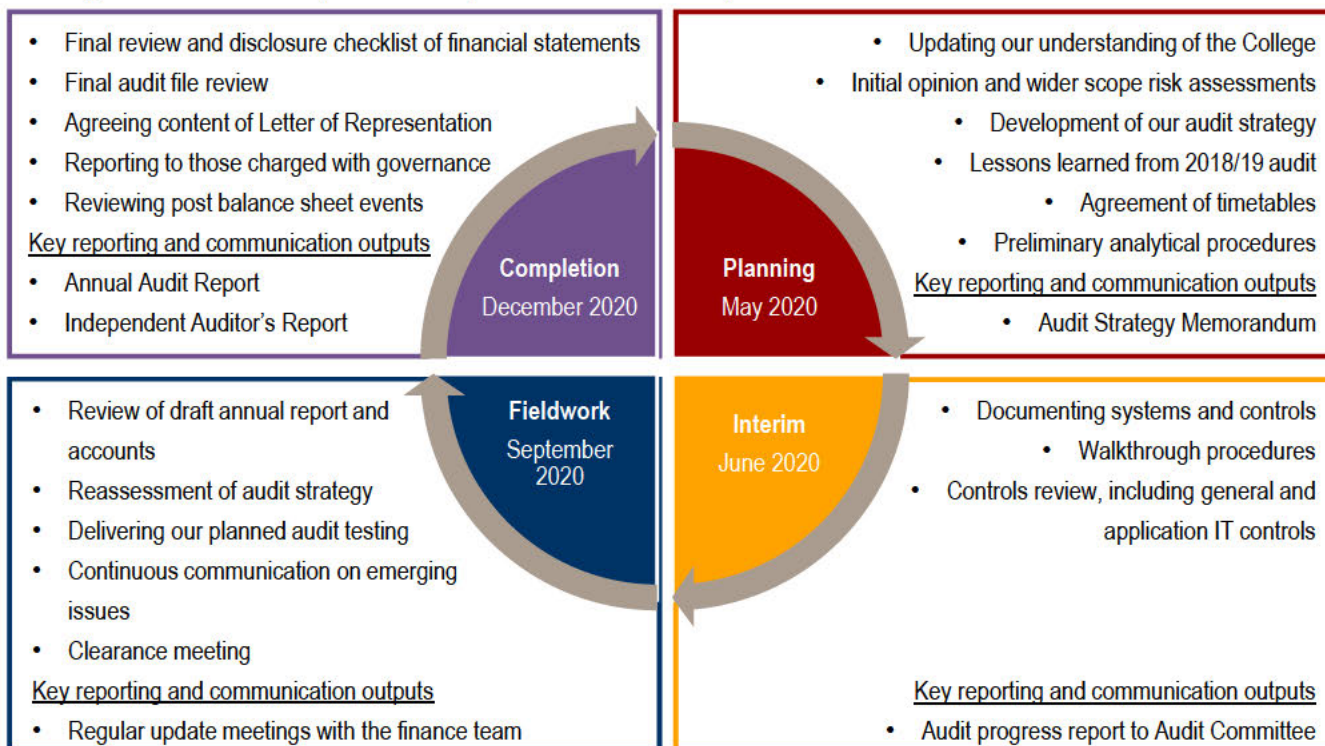 • Final review and disclosure checklist of financial statements
• Final audit file review
• Agreeing content of Letter of Representation
• Reporting to those charged with governance
• Reviewing post balance sheet events
Key reporting and communication outputs
• Annual Audit Report
• Independent Auditor's Report
Completion
December 2020
• Updating our understanding of the College
• Initial opinion and wider scope risk assessments
• Development of our audit strategy
• Lessons learned from 2018/19 audit
• Agreement of timetables
• Preliminary analytical procedures
Key reporting and communication outputs
• Audit Strategy Memorandum
Planning
May 2020
• Review of draft annual report and
accounts
• Reassessment of audit strategy
• Delivering our planned audit testing
• Continuous communication on emerging
issues
• Clearance meeting
Key reporting and communication outputs
• Regular update meetings with the finance team
Fieldwork
September
2020
Interim
June 2020
• Documenting systems and controls
• Walkthrough procedures
• Controls review, including general and
application IT controls
Key reporting and communication outputs
• Audit progress report to Audit Committee